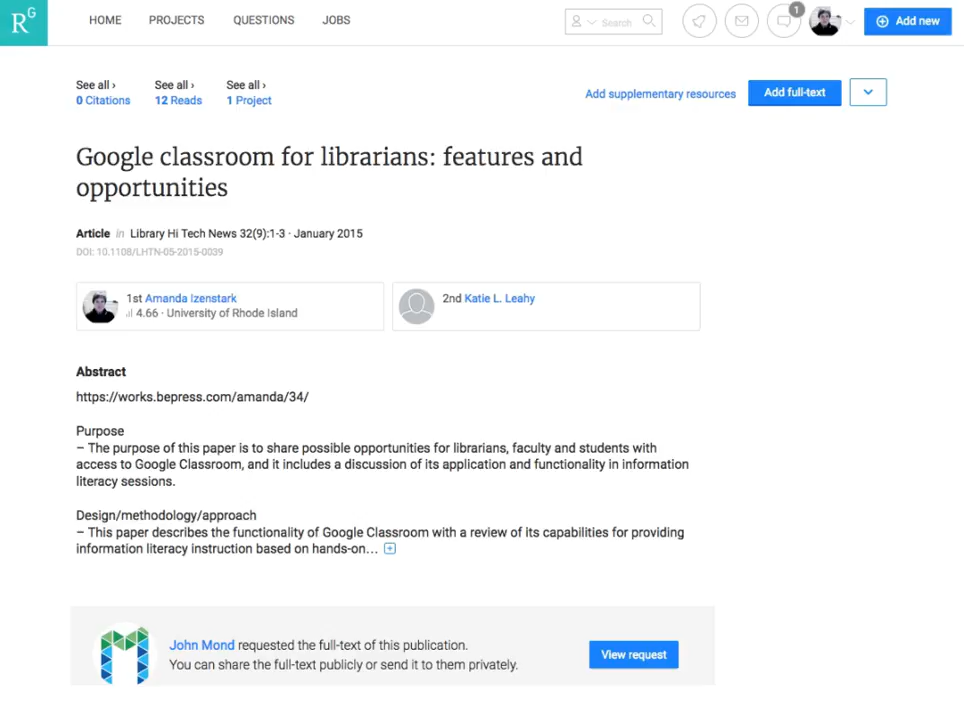 RG
HOME PROJECTS QUESTIONS JOBS
Search
1
Add new
See all ›
0 Citations
See all ›
12 Reads
See all ›
1 Project
Add supplementary resources
Add full-text
Google classroom for librarians: features and
opportunities
Article in Library Hi Tech News 32(9):1-3 · January 2015
DOI: 10.1108/LHTN-05-2015-0039
1st Amanda Izenstark
4.66 · University of Rhode Island
2nd Katie L. Leahy
Abstract
https://works.bepress.com/amanda/34/
Purpose
– The purpose of this paper is to share possible opportunities for librarians, faculty and students with
access to Google Classroom, and it includes a discussion of its application and functionality in information
literacy sessions.
Design/methodology/approach
– This paper describes the functionality of Google Classroom with a review of its capabilities for providing
information literacy instruction based on hands-on…
John Mond requested the full-text of this publication.
You can share the full-text publicly or send it to them privately.
View request